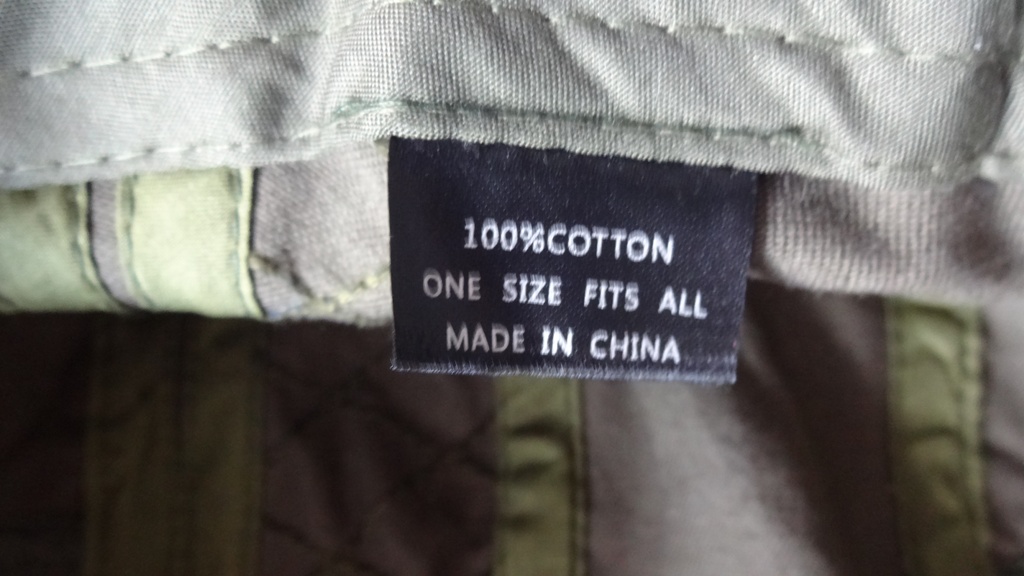 100%COTTON
ONE SIZE FITS ALL
MADE IN CHINA